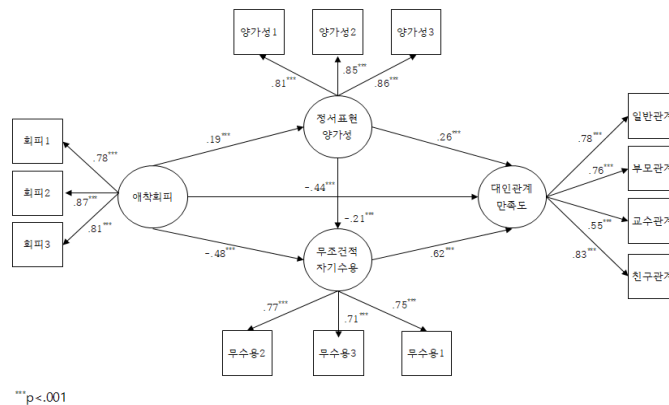 양가성1
양가성2
양가성3
.81***
.85***
.86***
정서표현
양가성
일반관계
회피1
.19***
.26***
.78***
.78***
부모관계
.76***
회피2
애착회피
-.44***
대인관계
만족도
.87***
교수관계
.55***
-.21***
.81***
회피3
-.48***
무조건적
자기수용
.62***
.83***
친구관계
.77***
.71***
.75***
무수용2
무수용3
무수용1
***p<.001